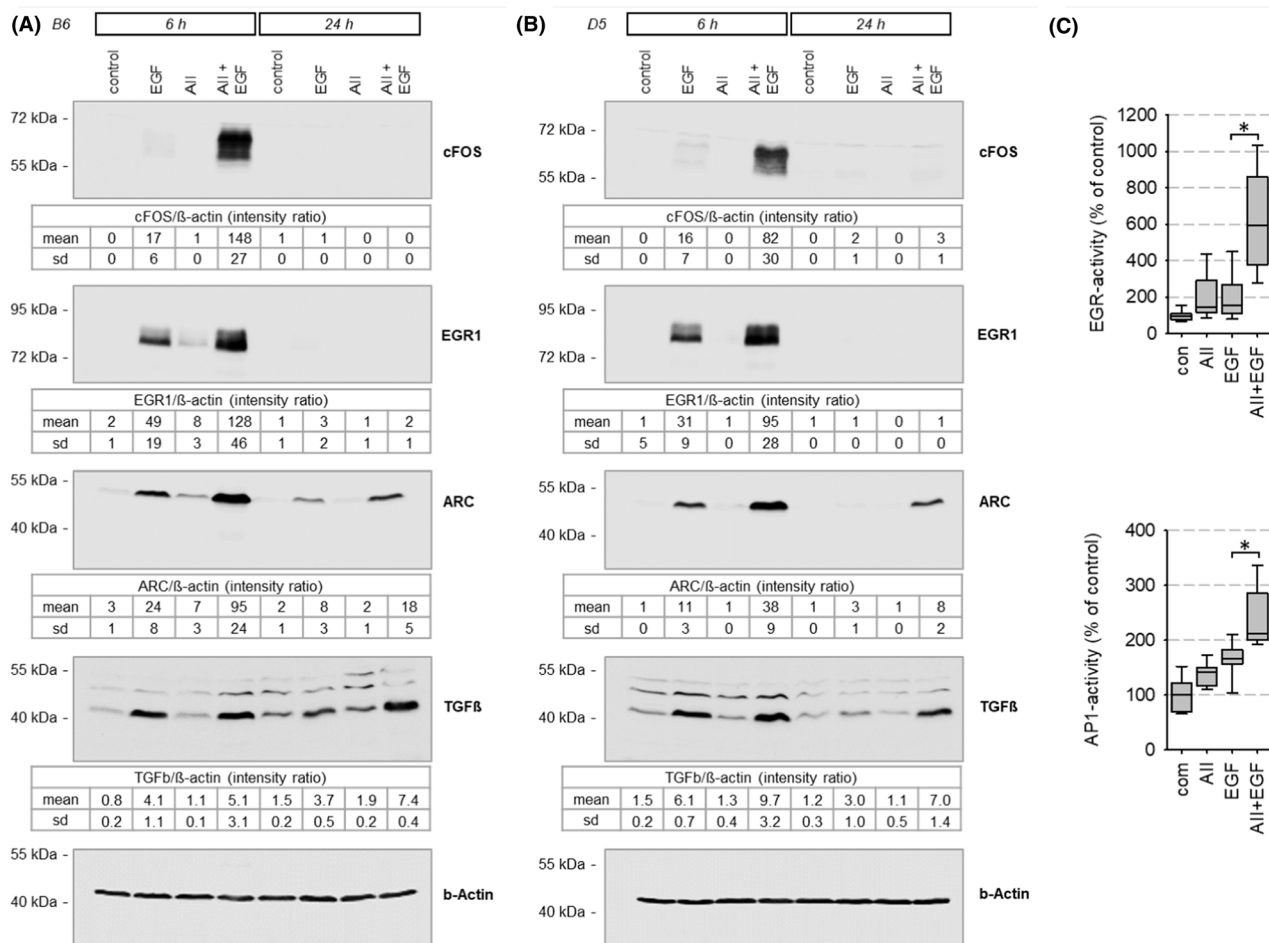 (A) B6 6 h 24 h
control EGF AII AII + EGF control EGF AII AII + EGF
72 kDa -
55 kDa -
cFOS
cFOS/ß-actin (intensity ratio)
mean 0 17 1 148 1 1 0 0
sd 0 6 0 27 0 0 0 0
95 kDa -
72 kDa -
EGR1
EGR1/ß-actin (intensity ratio)
mean 2 49 8 128 1 3 1 2
sd 1 19 3 46 1 2 1 1
55 kDa -
40 kDa -
ARC
ARC/ß-actin (intensity ratio)
mean 3 24 7 95 2 8 2 18
sd 1 8 3 24 1 3 1 5
55 kDa -
40 kDa -
TGFß
TGFb/ß-actin (intensity ratio)
mean 0.8 4.1 1.1 5.1 1.5 3.7 1.9 7.4
sd 0.2 1.1 0.1 3.1 0.2 0.5 0.2 0.4
55 kDa -
40 kDa -
b-Actin
(B) D5 6 h 24 h
control EGF AII AII + EGF control EGF AII AII + EGF
72 kDa -
55 kDa -
cFOS
cFOS/ß-actin (intensity ratio)
mean 0 16 0 82 0 2 0 3
sd 0 7 0 30 0 1 0 1
95 kDa -
72 kDa -
EGR1
EGR1/ß-actin (intensity ratio)
mean 1 31 1 95 1 1 0 1
sd 5 9 0 28 0 0 0 0
55 kDa -
40 kDa -
ARC
ARC/ß-actin (intensity ratio)
mean 1 11 1 38 1 3 1 8
sd 0 3 0 9 0 1 0 2
55 kDa -
40 kDa -
TGFß
TGFb/ß-actin (intensity ratio)
mean 1.5 6.1 1.3 9.7 1.2 3.0 1.1 7.0
sd 0.2 0.7 0.4 3.2 0.3 1.0 0.5 1.4
55 kDa -
40 kDa -
b-Actin
(C)
EGR-activity (% of control)
1200
1000
800
600
400
200
0
*
con AII EGF AII+EGF
AP1-activity (% of control)
400
300
200
100
0
*
com AII EGF AII+EGF